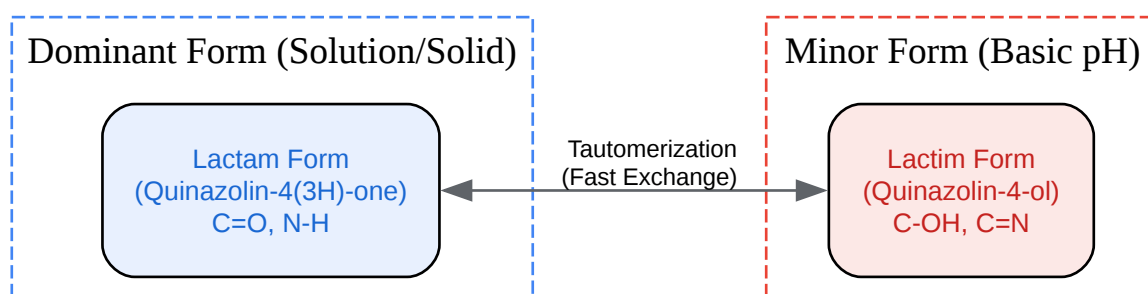 Dominant Form (Solution/Solid)
Minor Form (Basic pH)
Lactam Form
(Quinazolin-4(3H)-one)
C=O, N-H
Tautomerization
(Fast Exchange)
Lactim Form
(Quinazolin-4-ol)
C-OH, C=N